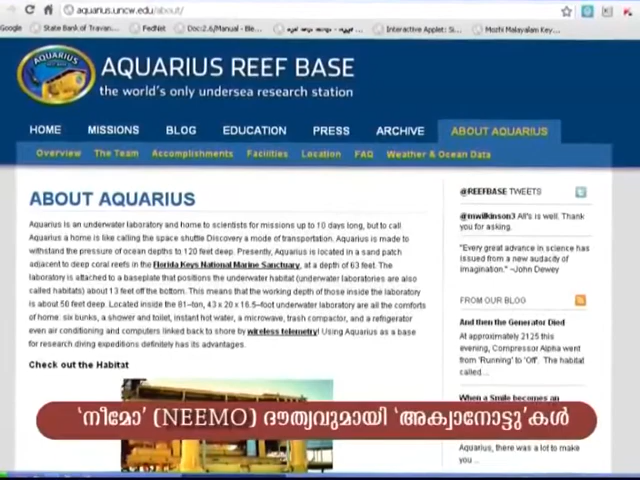 aquarius.uncw.edu/about/
Google State Bank of Travan... FedNet Doc:2.6/Manual - Ble... Interactive Applet: Si... Mozhi Malayalam Key...
AQUARIUS
AQUARIUS REEF BASE
the world's only undersea research station
HOME MISSIONS BLOG EDUCATION PRESS ARCHIVE ABOUT AQUARIUS
Overview The Team Accomplishments Facilities Location FAQ Weather & Ocean Data
ABOUT AQUARIUS
Aquarius is an underwater laboratory and home to scientists for missions up to 10 days long, but to call
Aquarius a home is like calling the space shuttle Discovery a mode of transportation. Aquarius is made to
withstand the pressure of ocean depths to 120 feet deep. Presently, Aquarius is located in a sand patch
adjacent to deep coral reefs in the Florida Keys National Marine Sanctuary, at a depth of 63 feet. The
laboratory is attached to a baseplate that positions the underwater habitat (underwater laboratories are also
called habitats) about 13 feet off the bottom. This means that the working depth of those inside the laboratory
is about 50 feet deep. Located inside the 81-ton, 43 x 20 x 16.5-foot underwater laboratory are all the comforts
of home: six bunks, a shower and toilet, instant hot water, a microwave, trash compactor, and a refrigerator
even air conditioning and computers linked back to shore by wireless telemetry! Using Aquarius as a base
for research diving expeditions definitely has its advantages.
Check out the Habitat
@REEFBASE TWEETS
@mwilkinson3 All's is well. Thank
you for asking.
"Every great advance in science has
issued from a new audacity of
imagination." ~John Dewey
FROM OUR BLOG
And then the Generator Died
At approximately 2125 this
evening, Compressor Alpha went
from 'Running' to 'Off'. The habitat
called...
When a Smile becomes an
Aquarius, there was a lot to make
you ...
'നീമോ' (NEEMO) ദൗത്യവുമായി 'അക്വാനോട്ടു'കൾ